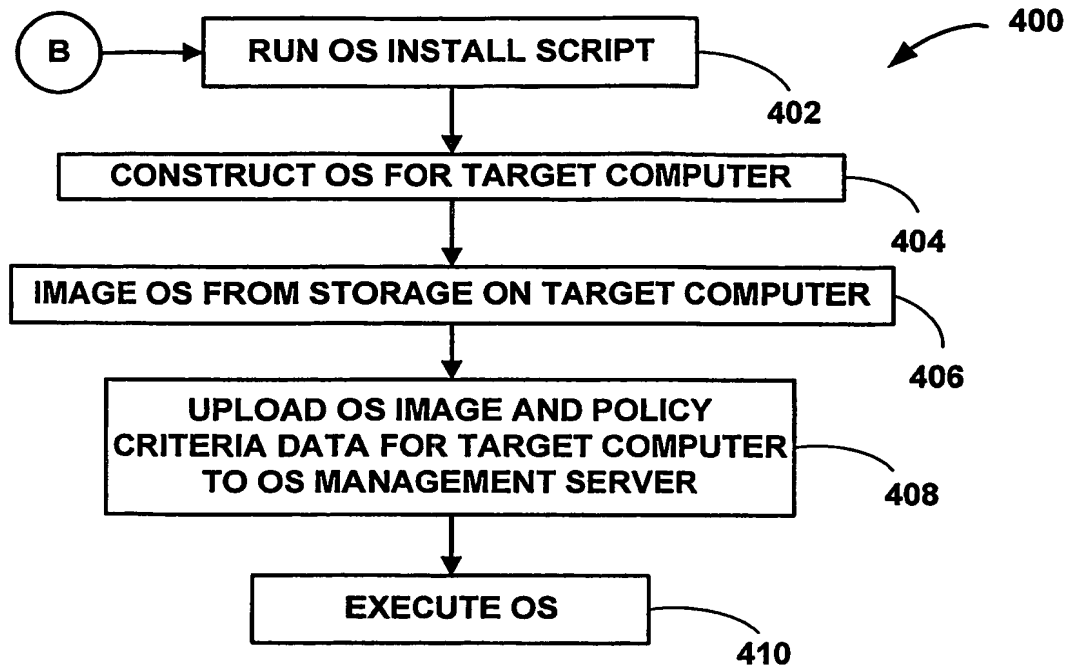 400
B
RUN OS INSTALL SCRIPT
402
CONSTRUCT OS FOR TARGET COMPUTER
404
IMAGE OS FROM STORAGE ON TARGET COMPUTER
406
UPLOAD OS IMAGE AND POLICY
CRITERIA DATA FOR TARGET COMPUTER
TO OS MANAGEMENT SERVER
408
EXECUTE OS
410